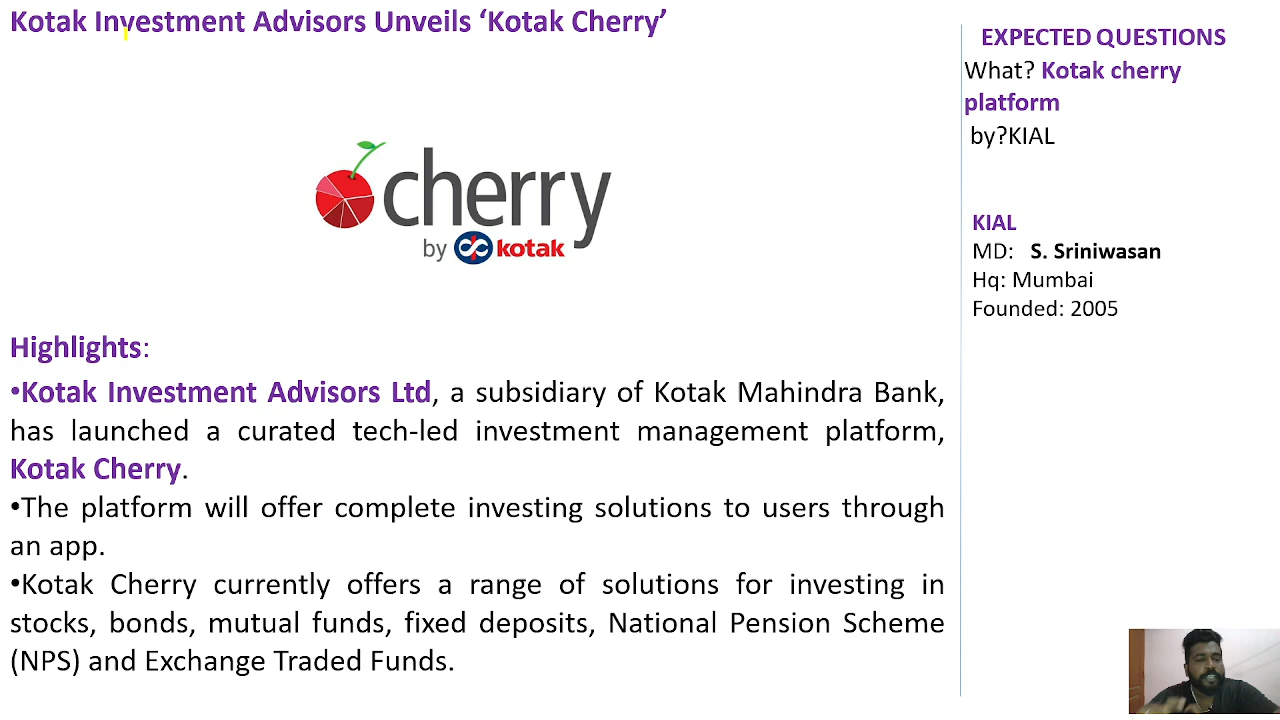 Kotak Investment Advisors Unveils ‘Kotak Cherry’
cherry
by kotak
Highlights:
•Kotak Investment Advisors Ltd, a subsidiary of Kotak Mahindra Bank,
has launched a curated tech-led investment management platform,
Kotak Cherry.
•The platform will offer complete investing solutions to users through
an app.
•Kotak Cherry currently offers a range of solutions for investing in
stocks, bonds, mutual funds, fixed deposits, National Pension Scheme
(NPS) and Exchange Traded Funds.
EXPECTED QUESTIONS
What? Kotak cherry
platform
by?KIAL
KIAL
MD: S. Sriniwasan
Hq: Mumbai
Founded: 2005